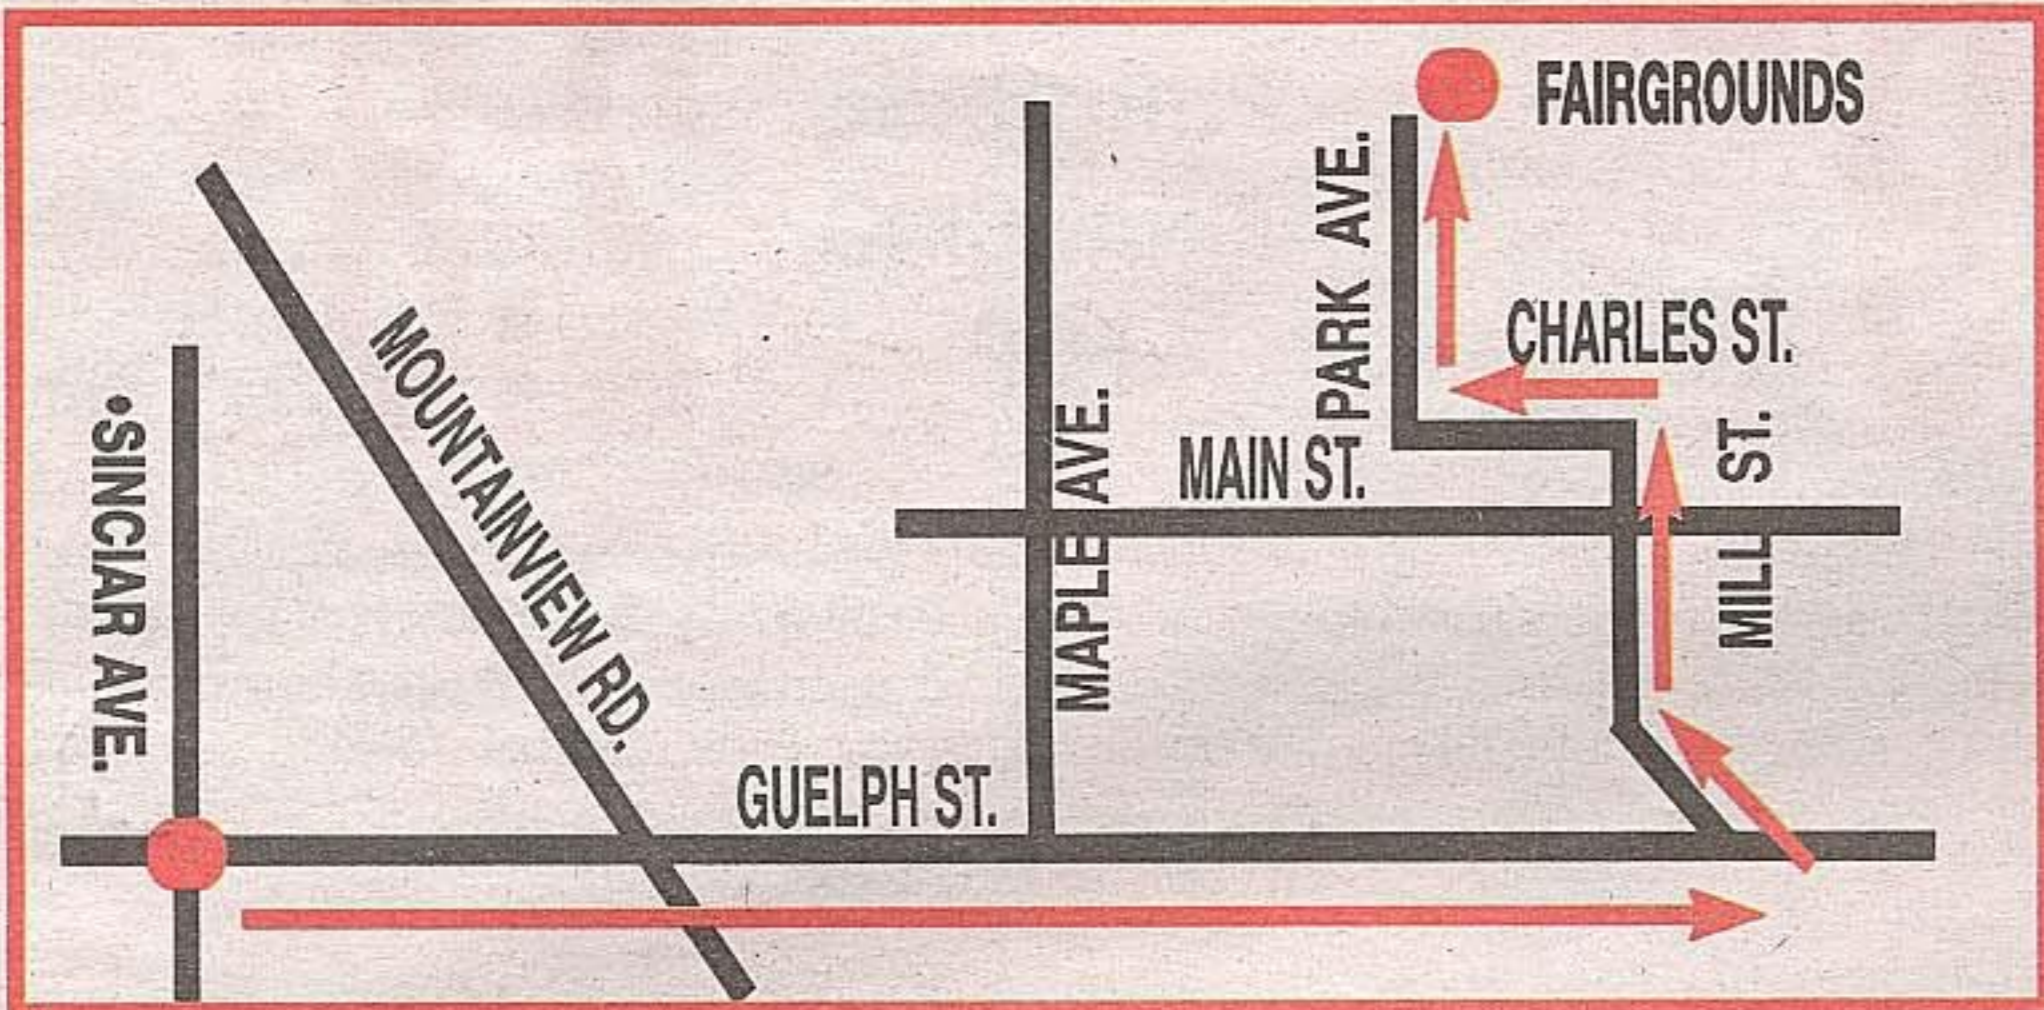 FAIRGROUNDS
PARK AVE.
CHARLES ST.
MOUNTAINVIEW RD.
•SINCIAR AVE.
MAPLE AVE.
MAIN ST.
MILL ST.
GUELPH ST.